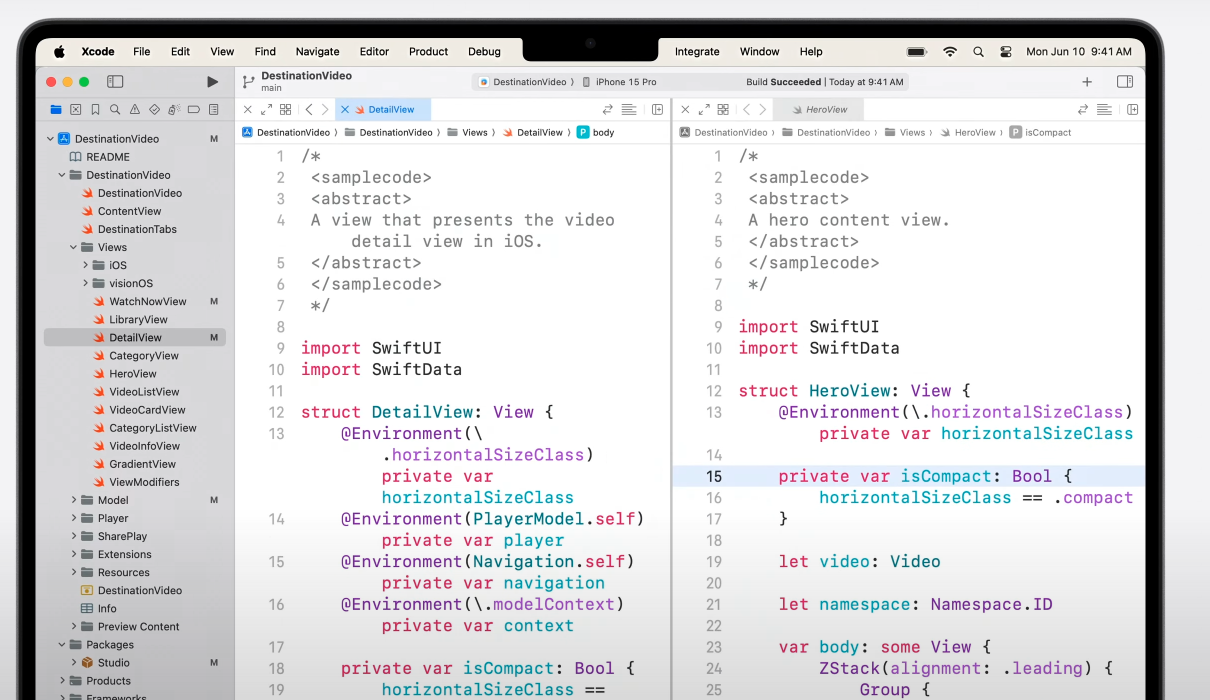 Xcode File Edit View Find Navigate Editor Product Debug Integrate Window Help Mon Jun 10 9:41 AM
DestinationVideo
main
DestinationVideo iPhone 15 Pro Build Succeeded | Today at 9:41 AM
DetailView
HeroView
DestinationVideo M
README
DestinationVideo
DestinationVideo
ContentView
DestinationTabs
Views
iOS
visionOS
WatchNowView M
LibraryView
DetailView M
CategoryView
HeroView
VideoListView
VideoCardView
CategoryListView
VideoInfoView
GradientView
ViewModifiers
Model M
Player
SharePlay
Extensions
Resources
DestinationVideo
Info
Preview Content
Packages
Studio M
Products
Frameworks
DestinationVideo DestinationVideo Views DetailView P body
1 /*
2 <samplecode>
3 <abstract>
4 A view that presents the video
detail view in iOS.
5 </abstract>
6 </samplecode>
7 */
8
9 import SwiftUI
10 import SwiftData
11
12 struct DetailView: View {
13 @Environment(\
.horizontalSizeClass)
private var
horizontalSizeClass
14 @Environment(PlayerModel.self)
private var player
15 @Environment(Navigation.self)
private var navigation
16 @Environment(\.modelContext)
private var context
17
18 private var isCompact: Bool {
19 horizontalSizeClass ==
DestinationVideo DestinationVideo Views HeroView P isCompact
1 /*
2 <samplecode>
3 <abstract>
4 A hero content view.
5 </abstract>
6 </samplecode>
7 */
8
9 import SwiftUI
10 import SwiftData
11
12 struct HeroView: View {
13 @Environment(\.horizontalSizeClass)
private var horizontalSizeClass
14
15 private var isCompact: Bool {
16 horizontalSizeClass == .compact
17 }
18
19 let video: Video
20
21 let namespace: Namespace.ID
22
23 var body: some View {
24 ZStack(alignment: .leading) {
25 Group {